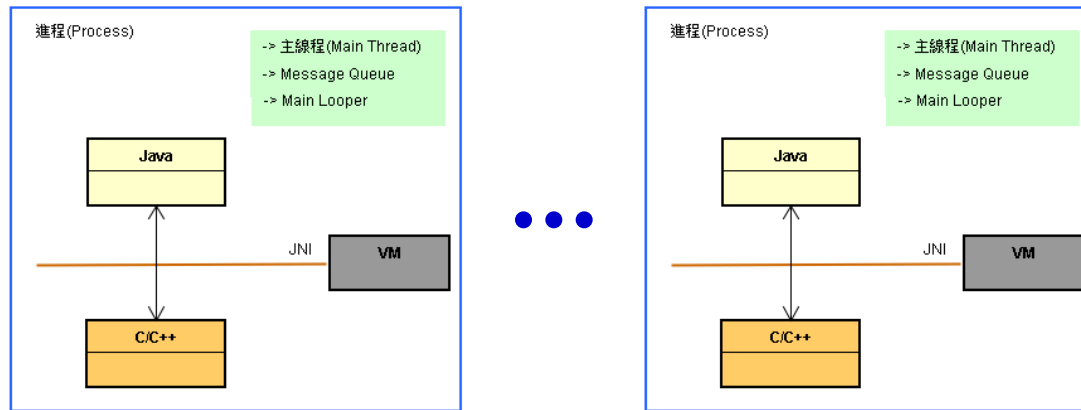 進程(Process)
-> 主線程(Main Thread)
-> Message Queue
-> Main Looper
Java
JNI
VM
C/C++
進程(Process)
-> 主線程(Main Thread)
-> Message Queue
-> Main Looper
Java
JNI
VM
C/C++